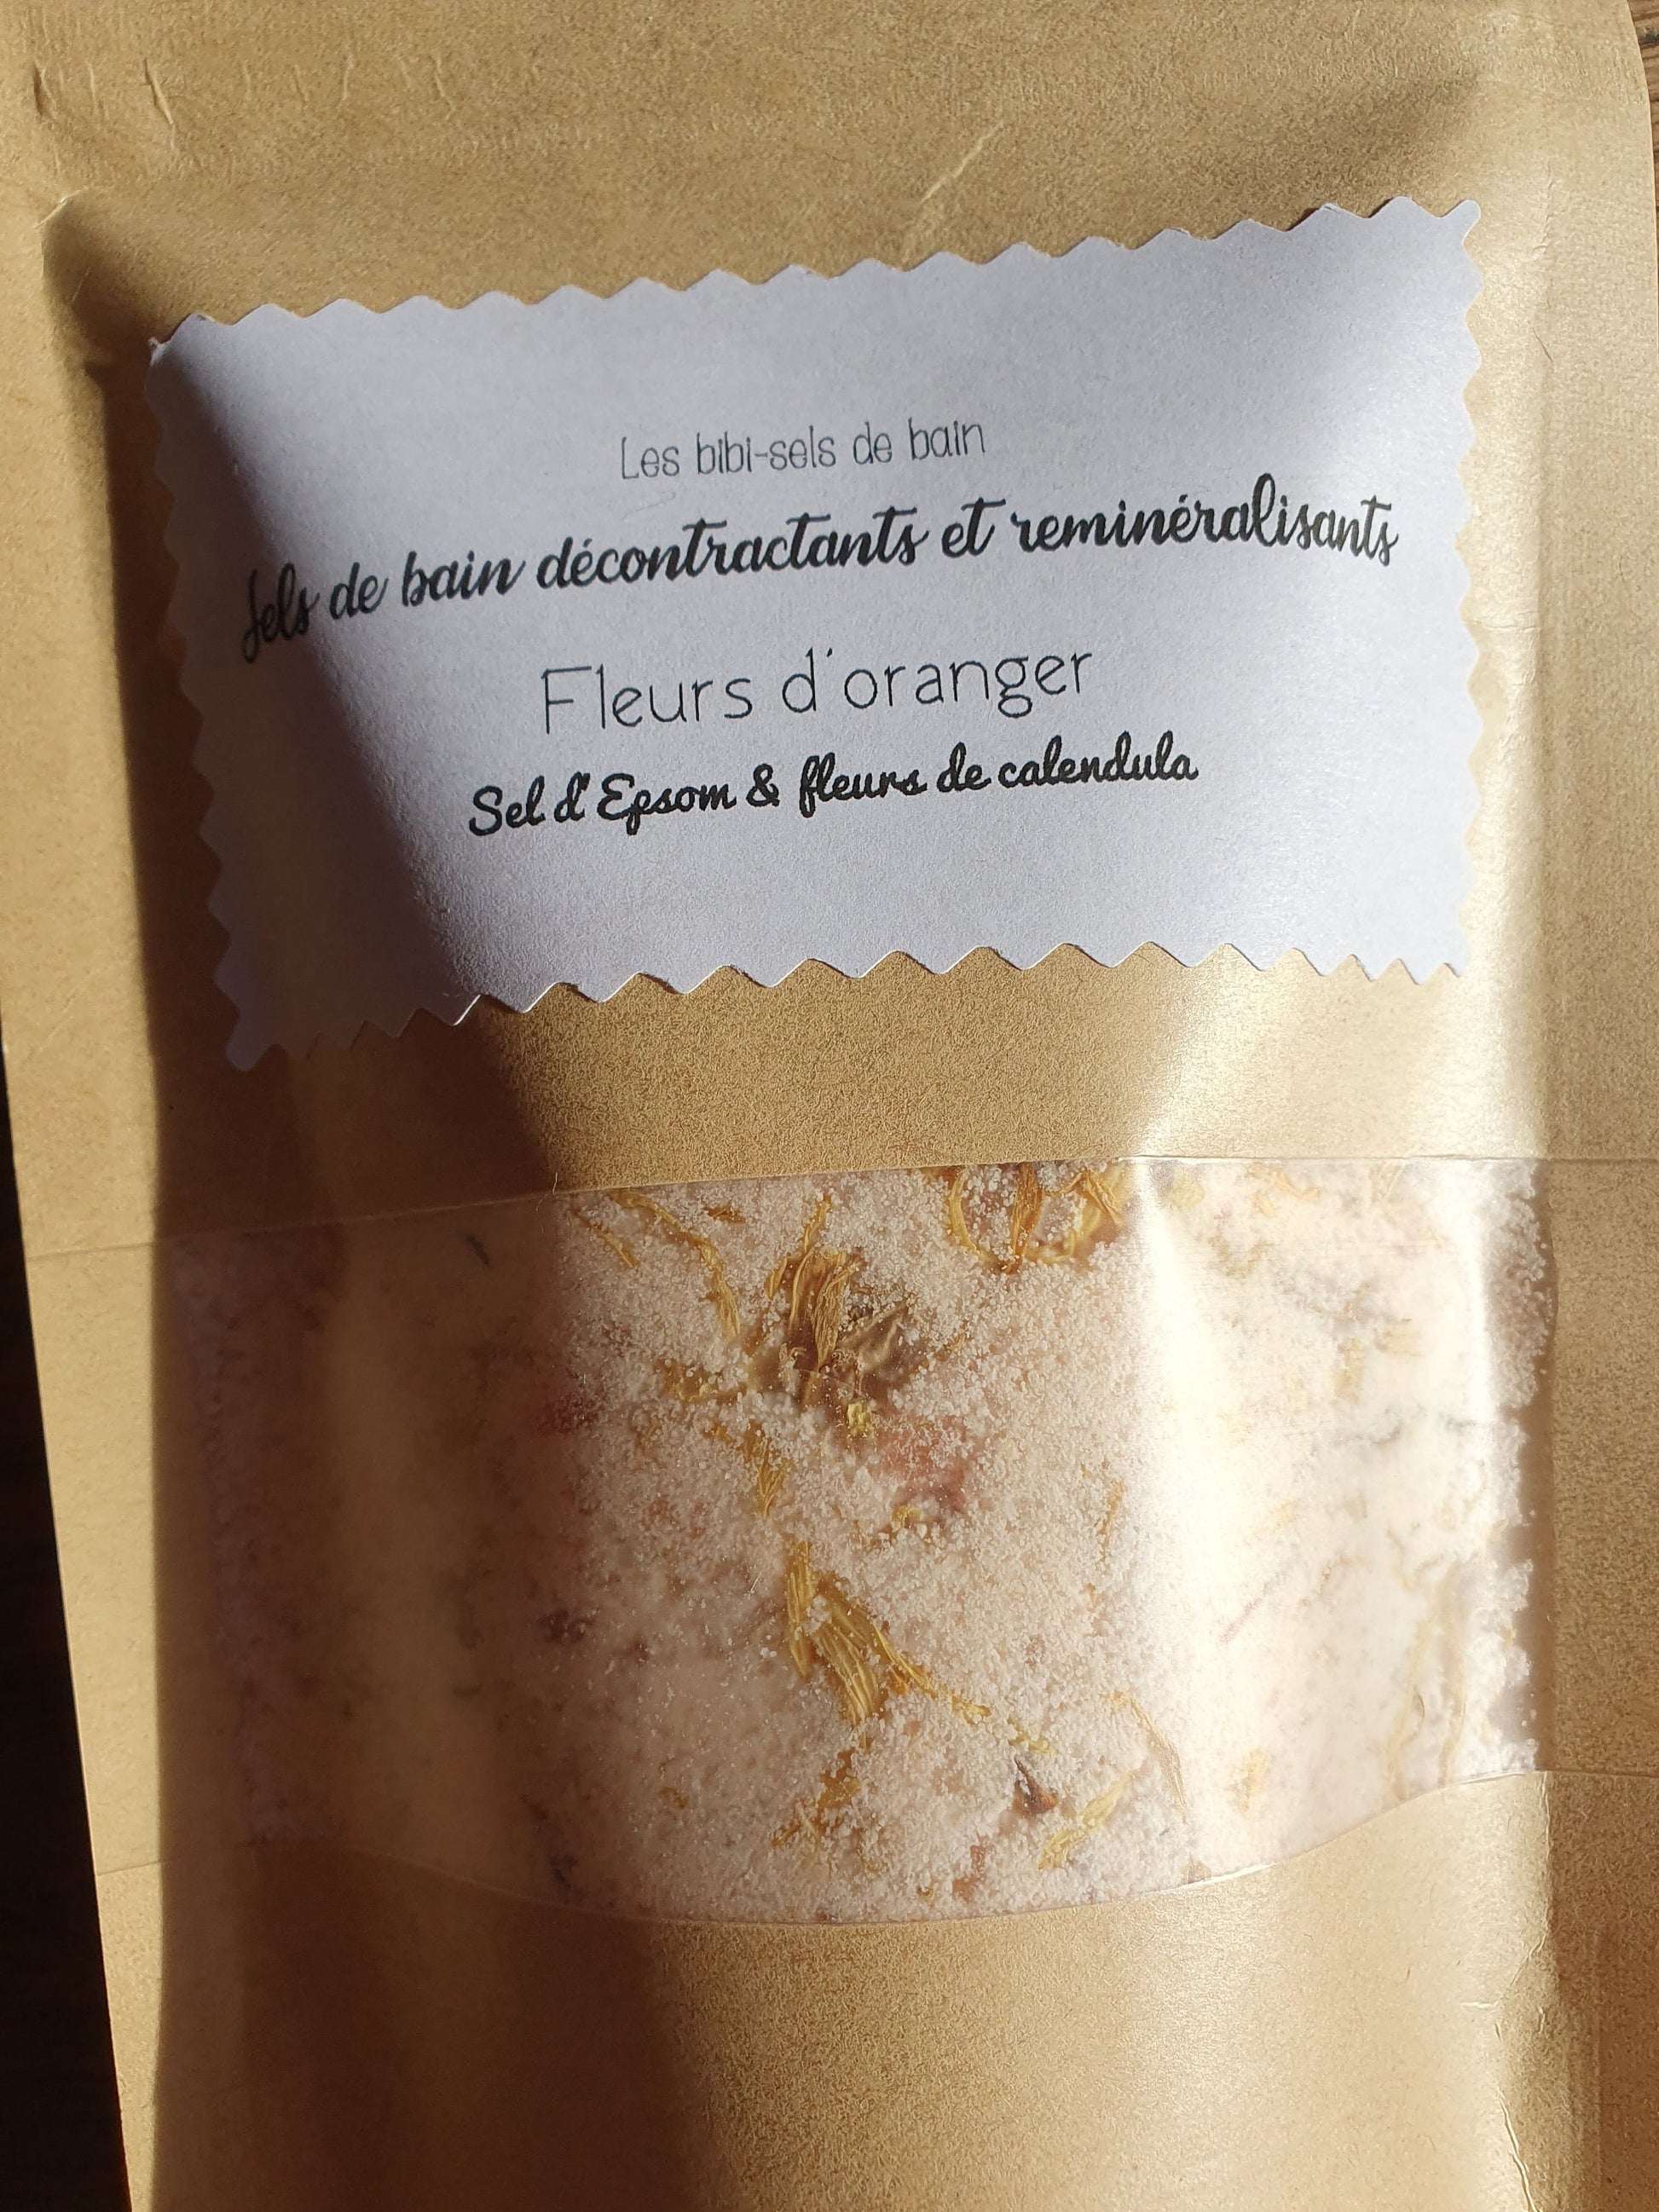 Les bibi-sels de bain
Sels de bain décontractants et reminéralisants
Fleurs d'oranger
Sel d'Epsom & fleurs de calendula